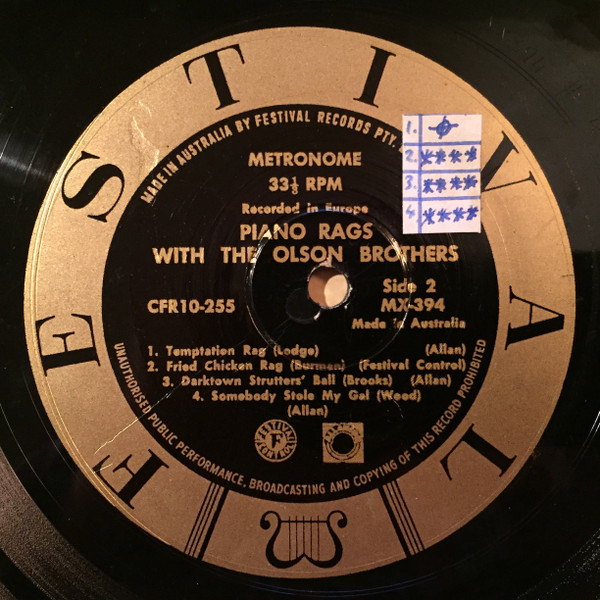 FESTIVAL
MADE IN AUSTRALIA BY FESTIVAL RECORDS PTY.
METRONOME
33⅓ RPM
Recorded in Europe
PIANO RAGS
WITH THE OLSON BROTHERS
CFR10-255
Side 2
MX-394
Made in Australia
1. Temptation Rag (Lodge) (Allan)
2. Fried Chicken Rag (Burman) (Festival Control)
3. Darktown Strutters' Ball (Brooks) (Allan)
4. Somebody Stole My Gal (Weed)
(Allan)
FESTIVAL
F
CONTROL
UNAUTHORISED PUBLIC PERFORMANCE, BROADCASTING AND COPYING OF THIS RECORD PROHIBITED
1. ø
2. ****
3. ****
4. ****